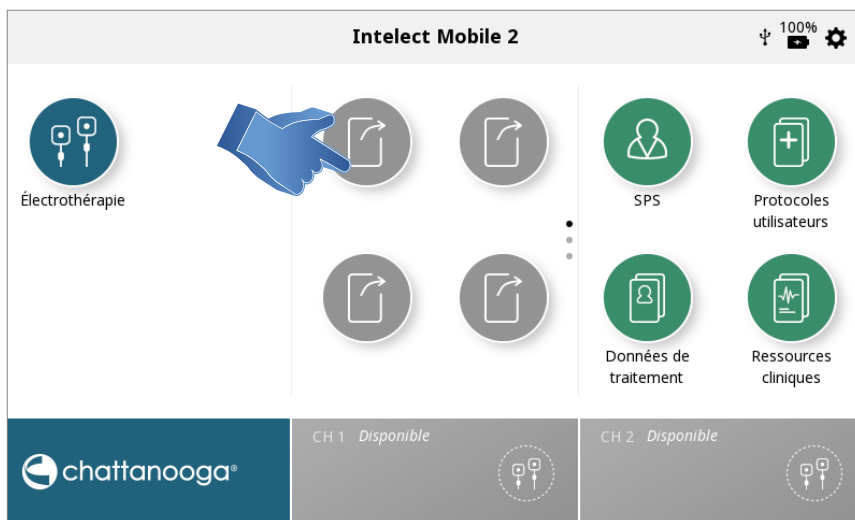 Intelect Mobile 2
100%
Électrothérapie
SPS
Protocoles
utilisateurs
Données de
traitement
Ressources
cliniques
chattanooga®
CH 1 Disponible
CH 2 Disponible